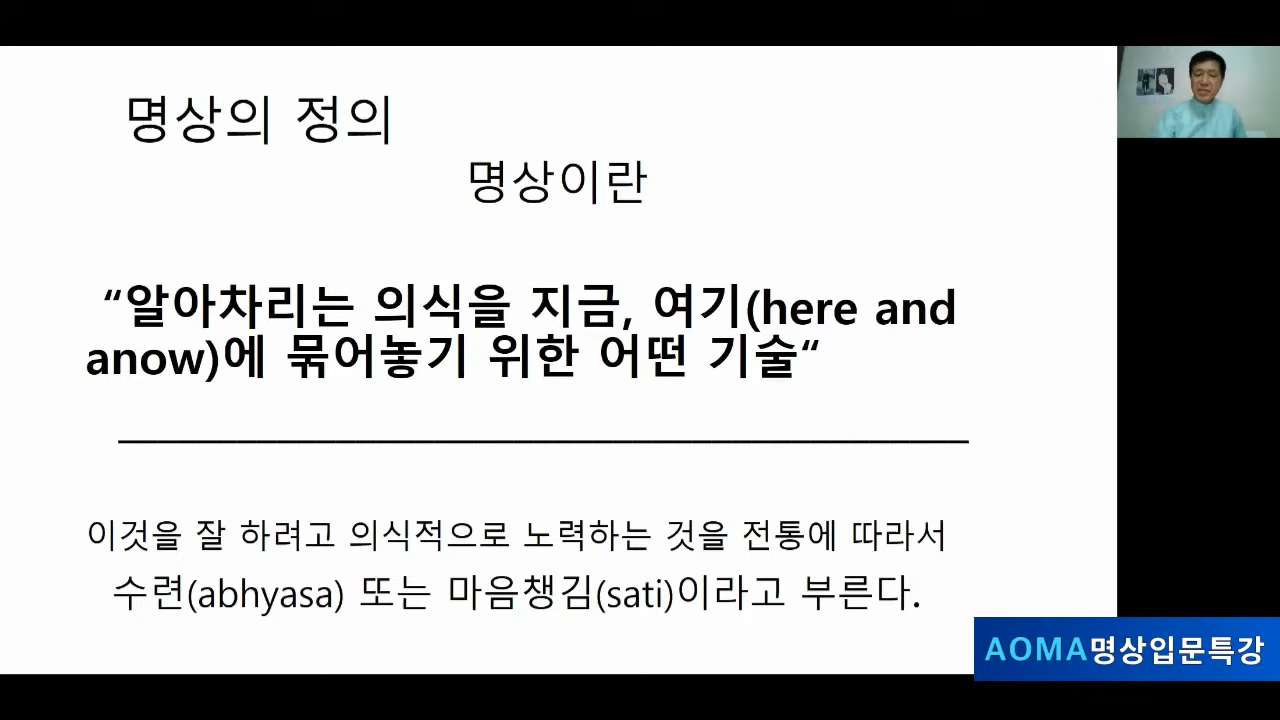 명상의 정의
명상이란
“알아차리는 의식을 지금, 여기(here and
anow)에 묶어놓기 위한 어떤 기술“
이것을 잘 하려고 의식적으로 노력하는 것을 전통에 따라서
수련(abhyasa) 또는 마음챙김(sati)이라고 부른다.
AOMA명상입문특강